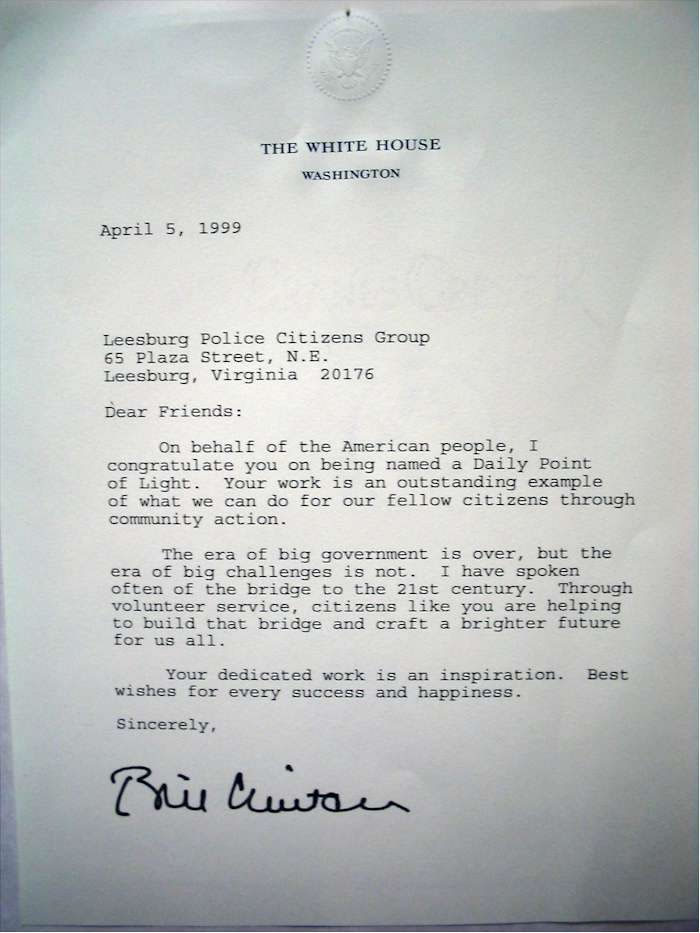 THE WHITE HOUSE
WASHINGTON
April 5, 1999
Leesburg Police Citizens Group
65 Plaza Street, N.E.
Leesburg, Virginia  20176
Dear Friends:
On behalf of the American people, I
congratulate you on being named a Daily Point
of Light.  Your work is an outstanding example
of what we can do for our fellow citizens through
community action.
The era of big government is over, but the
era of big challenges is not.  I have spoken
often of the bridge to the 21st century.  Through
volunteer service, citizens like you are helping
to build that bridge and craft a brighter future
for us all.
Your dedicated work is an inspiration.  Best
wishes for every success and happiness.
Sincerely,
Bill Clinton